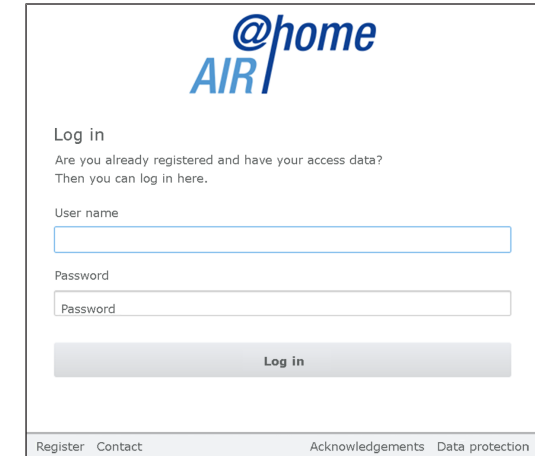 @home
AIR
Log in
Are you already registered and have your access data?
Then you can log in here.
User name
Password
Password
Log in
Register Contact Acknowledgements Data protection